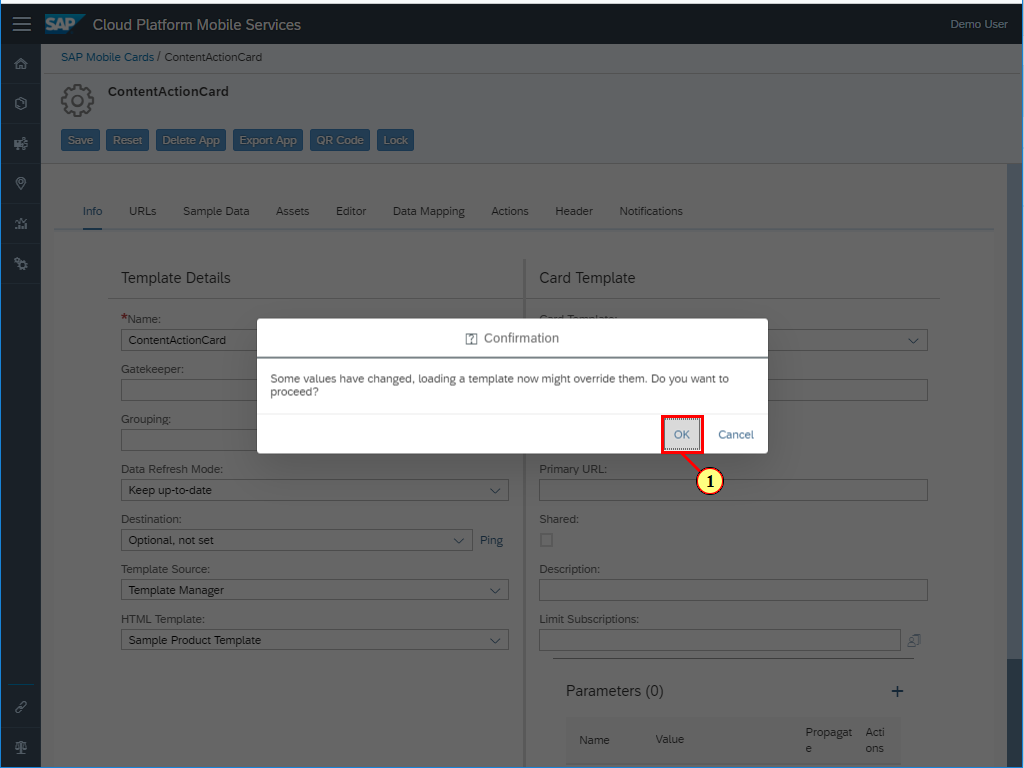 SAP Cloud Platform Mobile Services Demo User
SAP Mobile Cards / ContentActionCard
ContentActionCard
Save Reset Delete App Export App QR Code Lock
Info URLs Sample Data Assets Editor Data Mapping Actions Header Notifications
Template Details
*Name:
ContentActionCard
Gatekeeper:
Grouping:
Data Refresh Mode:
Keep up-to-date
Destination:
Optional, not set Ping
Template Source:
Template Manager
HTML Template:
Sample Product Template
Card Template
Card Template:
Confirmation
Some values have changed, loading a template now might override them. Do you want to
proceed?
OK Cancel
1
Primary URL:
Shared:
Description:
Limit Subscriptions:
Parameters (0)
Name Value Propagat
e Acti
ons